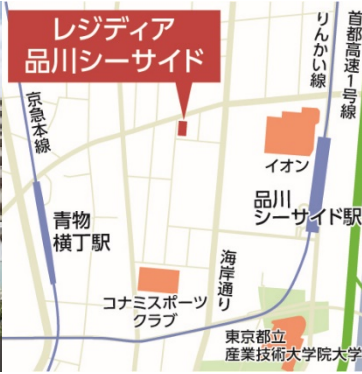 レジディア
品川シーサイド
京急本線
りんかい線
首都高速1号線
イオン
品川
シーサイド駅
青物
横丁駅
海岸通り
コナミスポーツ
クラブ
東京都立
産業技術大学院大学